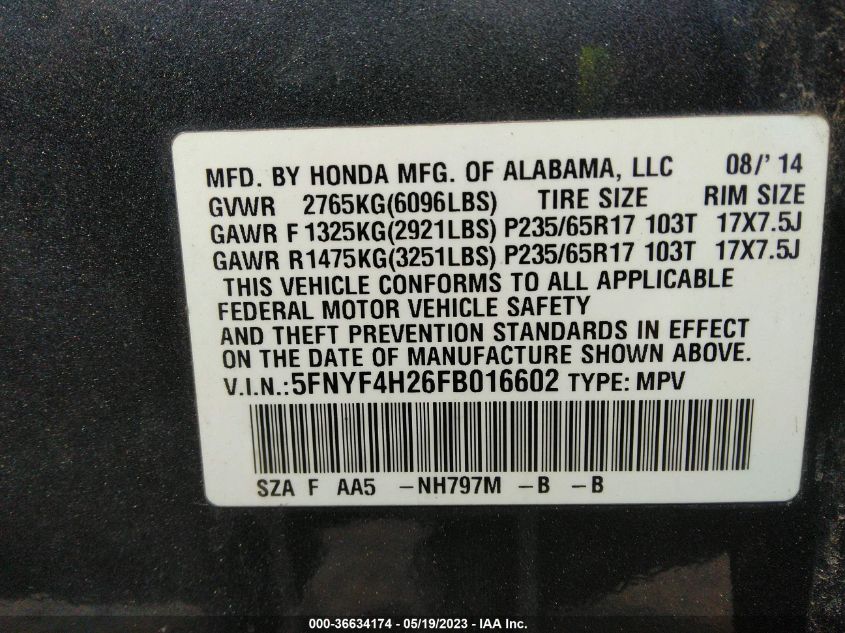 MFD. BY HONDA MFG. OF ALABAMA, LLC 08/' 14
GVWR 2765KG(6096LBS) TIRE SIZE RIM SIZE
GAWR F 1325KG(2921LBS) P235/65R17 103T 17X7.5J
GAWR R1475KG(3251LBS) P235/65R17 103T 17X7.5J
THIS VEHICLE CONFORMS TO ALL APPLICABLE
FEDERAL MOTOR VEHICLE SAFETY
AND THEFT PREVENTION STANDARDS IN EFFECT
ON THE DATE OF MANUFACTURE SHOWN ABOVE.
V.I.N.:5FNYF4H26FB016602 TYPE: MPV
SZA F AA5 -NH797M -B -B
000-36634174 - 05/19/2023 - IAA Inc.